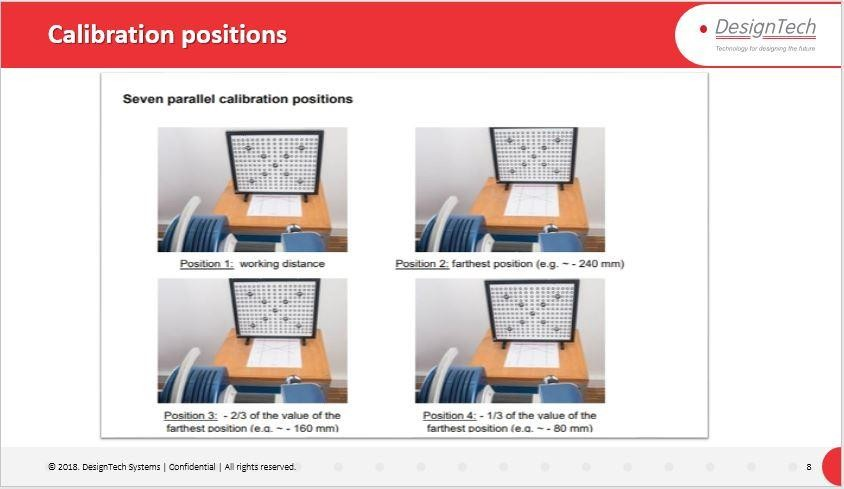 Calibration positions
DesignTech
Technology for designing the future
Seven parallel calibration positions
Position 1: working distance
Position 2: farthest position (e.g. ~ - 240 mm)
Position 3: - 2/3 of the value of the
farthest position (e.g. ~ - 160 mm)
Position 4: - 1/3 of the value of the
farthest position (e.g. ~ - 80 mm)
© 2018. DesignTech Systems | Confidential | All rights reserved.
8